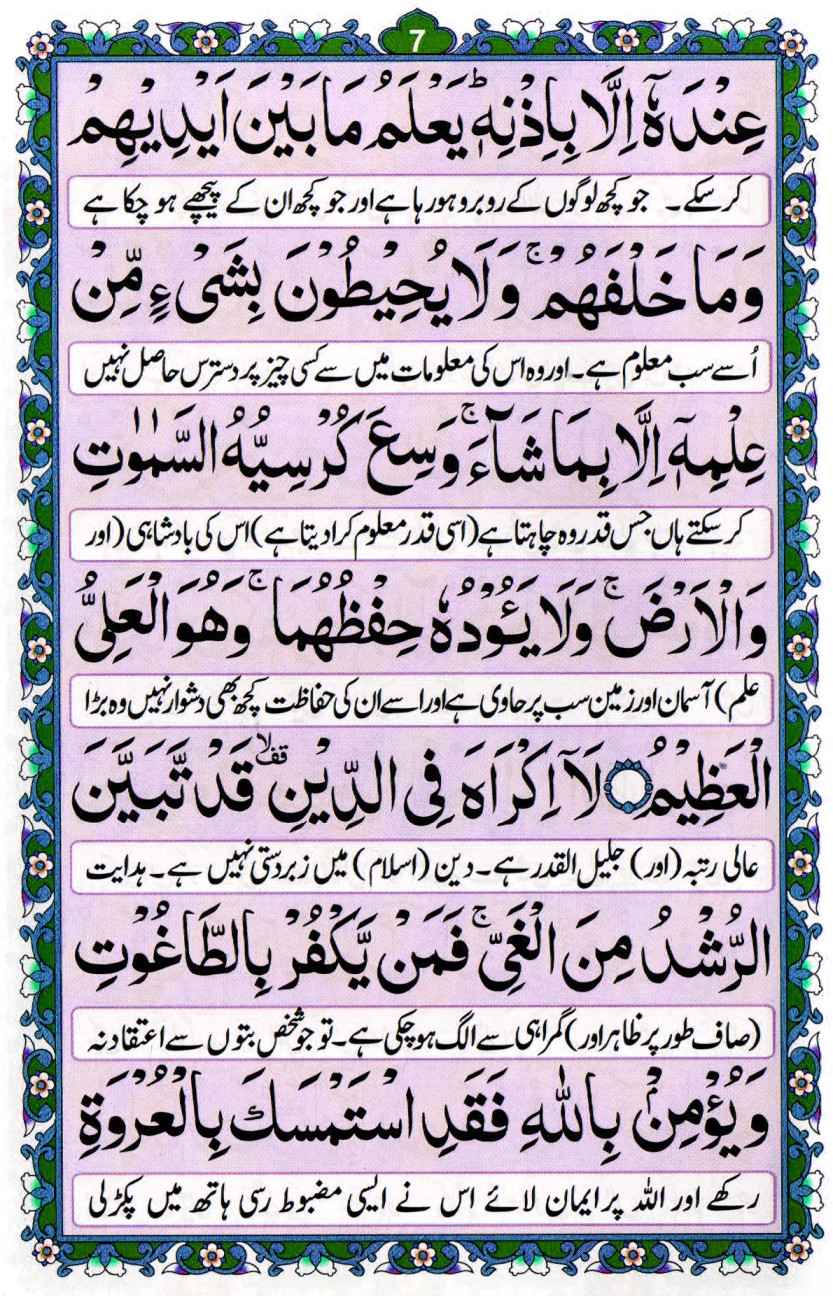 7
عِنْدَهٗۤ اِلَّا بِاِذْنِهٖؕ یَعْلَمُ مَا بَیْنَ اَیْدِیْهِمْ
کر سکے۔ جو کچھ لوگوں کے روبرو ہورہا ہے اور جو کچھ ان کے پیچھے ہو چکا ہے
وَمَا خَلْفَهُمْۚ وَلَا یُحِیْطُوْنَ بِشَیْءٍ مِّنْ
اُسے سب معلوم ہے۔ اور وہ اس کی معلومات میں سے کسی چیز پر دسترس حاصل نہیں
عِلْمِهٖۤ اِلَّا بِمَا شَآءَۚ وَسِعَ کُرْسِیُّهُ السَّمٰوٰتِ
کر سکتے ہاں جس قدر وہ چاہتا ہے (اسی قدر معلوم کرا دیتا ہے) اس کی بادشاہی (اور
وَالْاَرْضَۚ وَلَا یَـُٔوْدُهٗ حِفْظُهُمَاۚ وَهُوَ الْعَلِیُّ
علم) آسمان اور زمین سب پر حاوی ہے اور اسے ان کی حفاظت کچھ بھی دشوار نہیں وہ بڑا
الْعَظِیْمُ۝ لَاۤ اِکْرَاهَ فِی الدِّیْنِ قف لا قَدْ تَّبَیَّنَ
عالی رتبہ (اور) جلیل القدر ہے۔ دین (اسلام) میں زبردستی نہیں ہے۔ ہدایت
الرُّشْدُ مِنَ الْغَیِّۚ فَمَنْ یَّکْفُرْ بِالطَّاغُوْتِ
(صاف طور پر ظاہر اور) گمراہی سے الگ ہو چکی ہے۔ تو جو شخص بتوں سے اعتقاد نہ
وَیُؤْمِنْۢ بِاللّٰهِ فَقَدِ اسْتَمْسَكَ بِالْعُرْوَةِ
رکھے اور اللہ پر ایمان لائے اس نے ایسی مضبوط رسی ہاتھ میں پکڑ لی